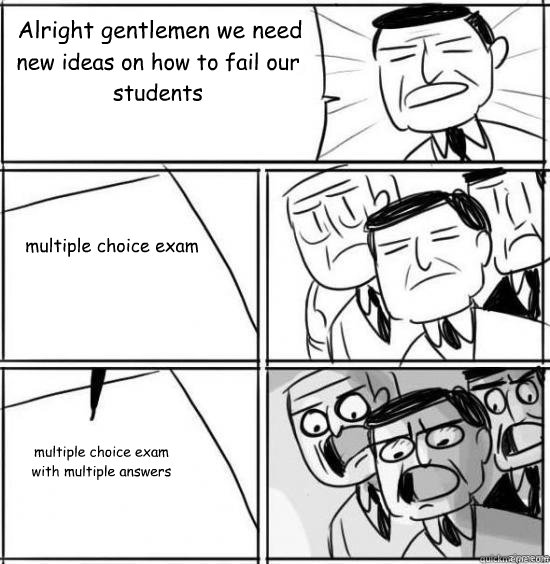 Alright gentlemen we need
new ideas on how to fail our
students
multiple choice exam
multiple choice exam
with multiple answers